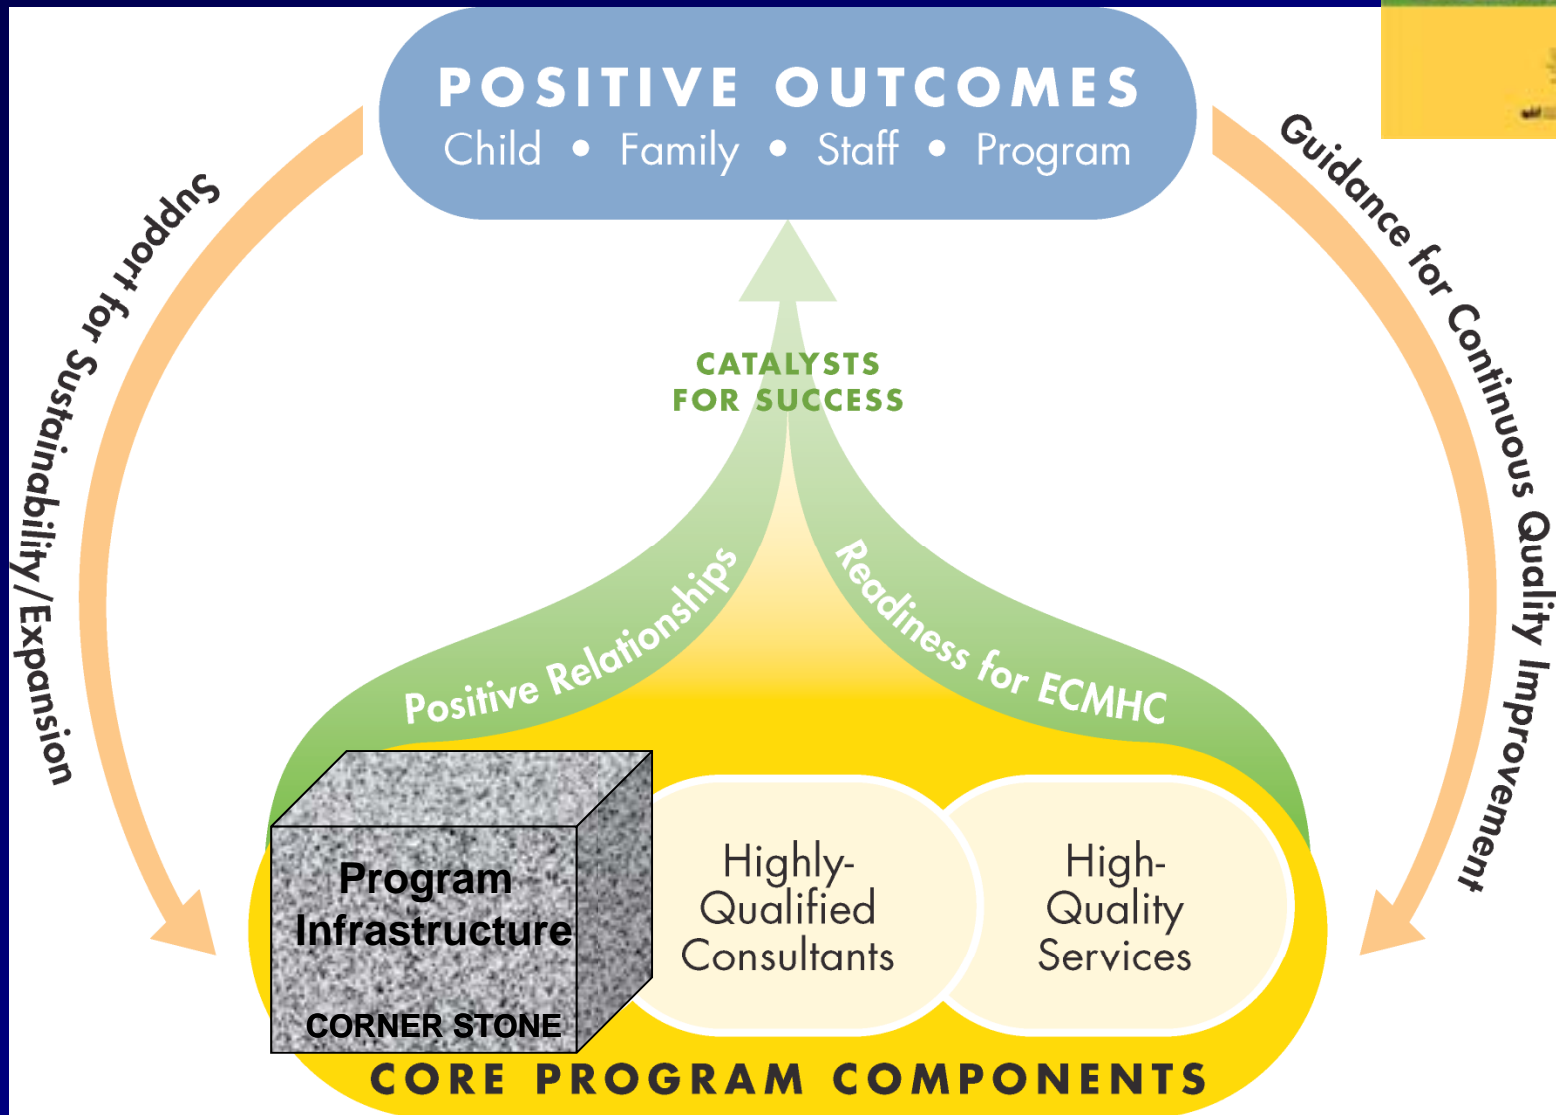 POSITIVE OUTCOMES
Child • Family • Staff • Program
Support for Sustainability/Expansion
Guidance for Continuous Quality Improvement
CATALYSTS
FOR SUCCESS
Positive Relationships
Readiness for ECMHC
Program
Infrastructure
CORNER STONE
Highly-
Qualified
Consultants
High-
Quality
Services
CORE PROGRAM COMPONENTS